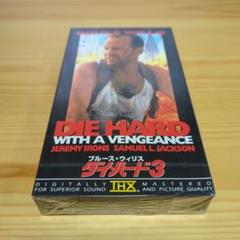 DIE HARD
WITH A VENGEANCE
JEREMY IRONS SAMUEL L. JACKSON
ブルース・ウィリス
ダイ・ハード3
DIGITALLY THX MASTERED
FOR SUPERIOR SOUND AND PICTURE QUALITY